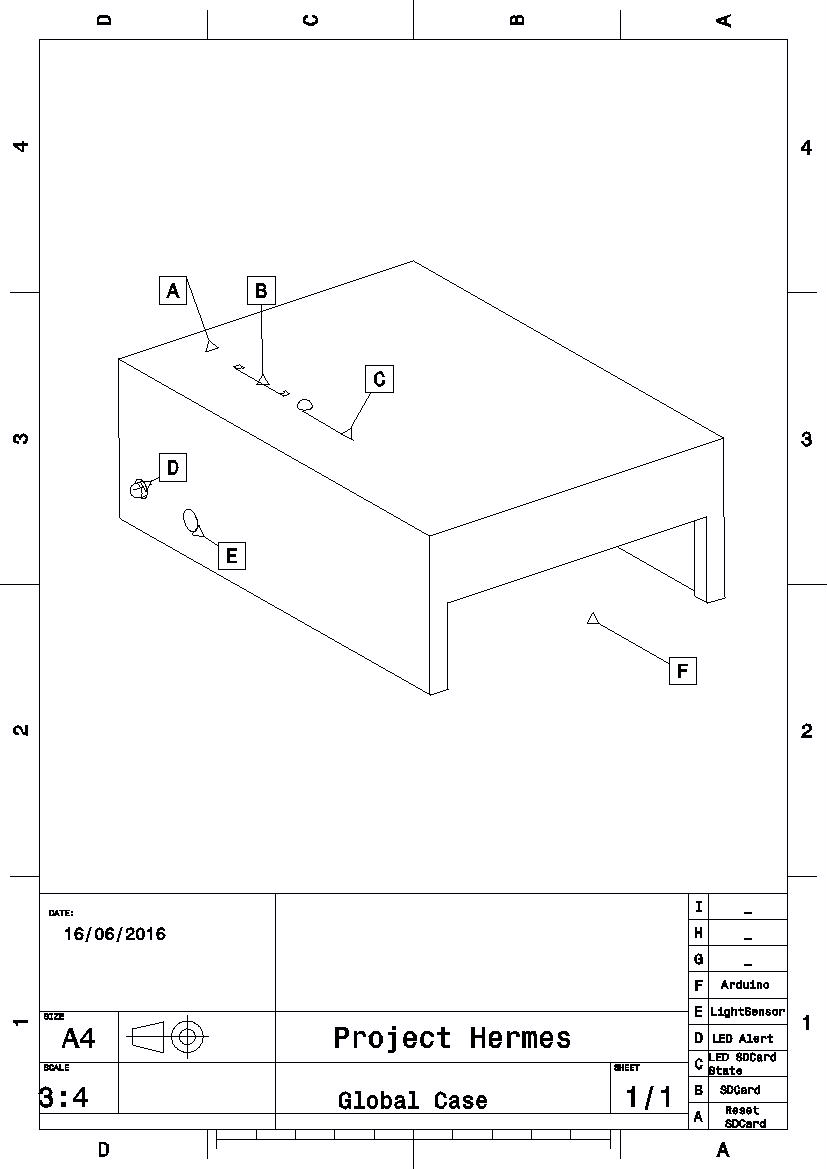 D C B A
4 4
A B
C
3 3
D
E
F
2 2
DATE:
16/06/2016
I _
H _
G _
F Arduino
E LightSensor
D LED Alert
C LED SDCard
State
B SDCard
A Reset
SDCard
1 1
SIZE
A4
Project Hermes
SCALE
3:4
Global Case
SHEET
1/1
D A